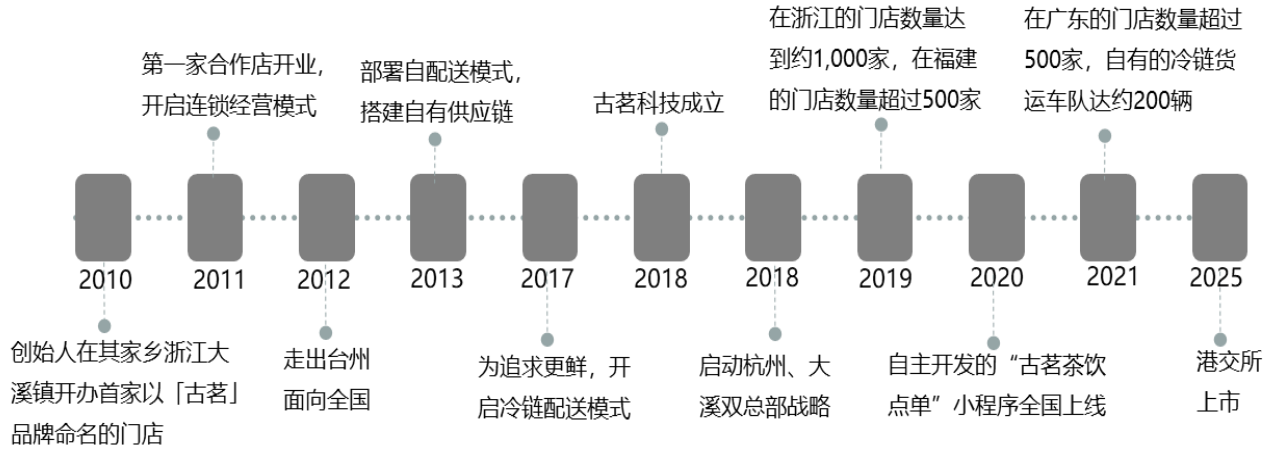 第一家合作店开业，
开启连锁经营模式
部署自配送模式，
搭建自有供应链
古茗科技成立
在浙江的门店数量达
到约1,000家，在福建
的门店数量超过500家
在广东的门店数量超过
500家，自有的冷链货
运车队达约200辆
2010
2011
2012
2013
2017
2018
2018
2019
2020
2021
2025
创始人在其家乡浙江大
溪镇开办首家以「古茗」
品牌命名的门店
走出台州
面向全国
为追求更鲜，开
启冷链配送模式
启动杭州、大
溪双总部战略
自主开发的“古茗茶饮
点单”小程序全国上线
港交所
上市